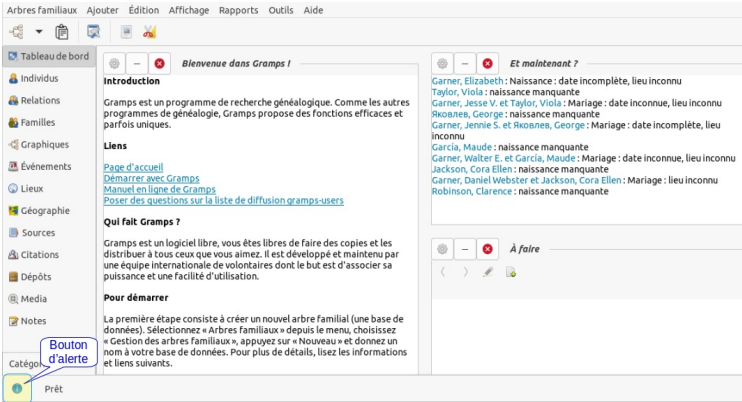 Arbres familiaux Ajouter Édition Affichage Rapports Outils Aide
Tableau de bord
Individus
Relations
Familles
Graphiques
Événements
Lieux
Géographie
Sources
Citations
Dépôts
Media
Notes
Catégor
Bienvenue dans Gramps !
Introduction
Gramps est un programme de recherche généalogique. Comme les autres
programmes de généalogie, Gramps propose des fonctions efficaces et
parfois uniques.
Liens
Page d'accueil
Démarrer avec Gramps
Manuel en ligne de Gramps
Poser des questions sur la liste de diffusion gramps-users
Qui fait Gramps ?
Gramps est un logiciel libre, vous êtes libres de faire des copies et les
distribuer à tous ceux que vous aimez. Il est développé et maintenu par
une équipe internationale de volontaires dont le but est d'associer sa
puissance et une facilité d'utilisation.
Pour démarrer
La première étape consiste à créer un nouvel arbre familial (une base de
données). Sélectionnez « Arbres familiaux » depuis le menu, choisissez
« Gestion des arbres familiaux », appuyez sur « Nouveau » et donnez un
nom à votre base de données. Pour plus de détails, lisez les informations
et liens suivants.
Et maintenant ?
Garner, Elizabeth : Naissance : date incomplète, lieu inconnu
Taylor, Viola : naissance manquante
Garner, Jesse V. et Taylor, Viola : Mariage : date inconnue, lieu inconnu
Яковлев, George : naissance manquante
Garner, Jennie S. et Яковлев, George : Mariage : date incomplète, lieu
inconnu
García, Maude : naissance manquante
Garner, Walter E. et García, Maude : Mariage : date inconnue, lieu inconnu
Jackson, Cora Ellen : naissance manquante
Garner, Daniel Webster et Jackson, Cora Ellen : Mariage : lieu inconnu
Robinson, Clarence : naissance manquante
À faire
Bouton
d'alerte
Prêt